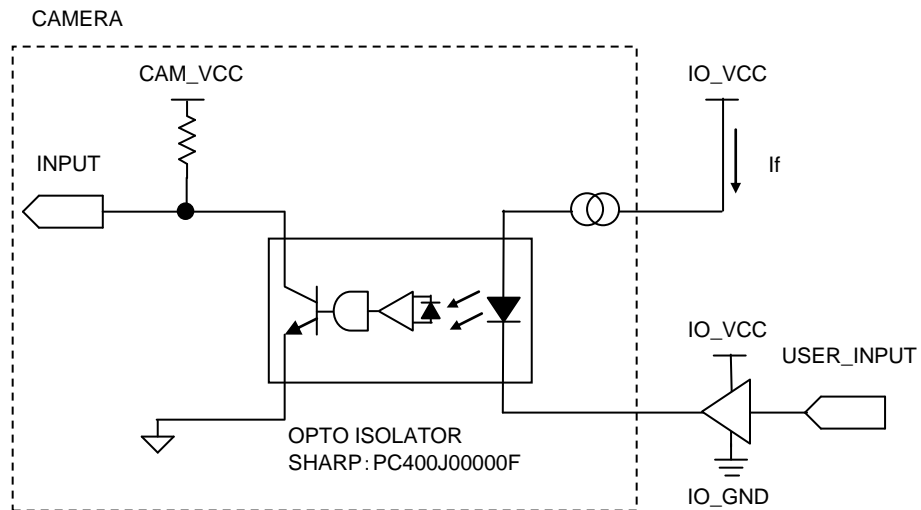 CAMERA
CAM_VCC
IO_VCC
INPUT
If
IO_VCC
USER_INPUT
OPTO ISOLATOR
SHARP:PC400J00000F
IO_GND